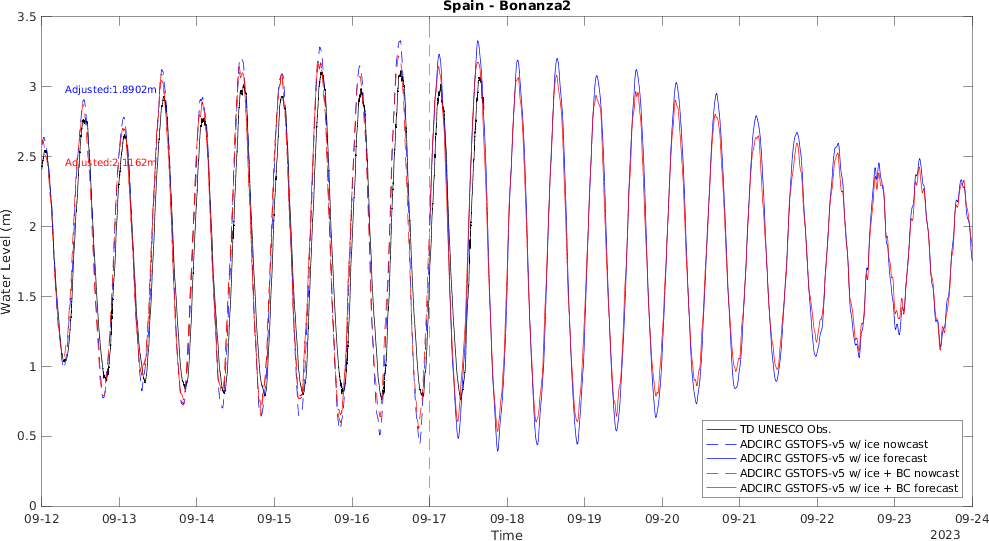 Spain - Bonanza2
3.5
3
2.5
2
1.5
1
0.5
0
Water Level (m)
Adjusted:1.8902m
Adjusted:2.1162m
TD UNESCO Obs.
ADCIRC GSTOFS-v5 w/ ice nowcast
ADCIRC GSTOFS-v5 w/ ice forecast
ADCIRC GSTOFS-v5 w/ ice + BC nowcast
ADCIRC GSTOFS-v5 w/ ice + BC forecast
09-12 09-13 09-14 09-15 09-16 09-17 09-18 09-19 09-20 09-21 09-22 09-23 09-24
Time
2023